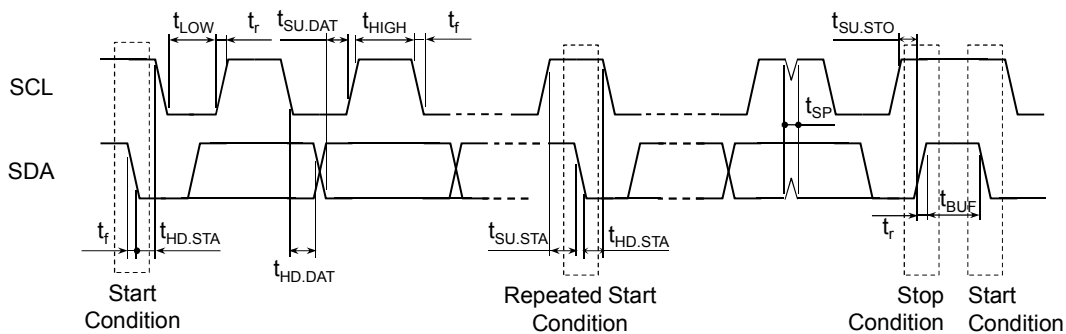 tLOW tr tSU.DAT tHIGH tf tSU.STO
SCL
tSP
SDA
tBUF
tf tHD.STA tSU.STA tHD.STA tr
tHD.DAT
Start Condition
Repeated Start Condition
Stop Condition
Start Condition